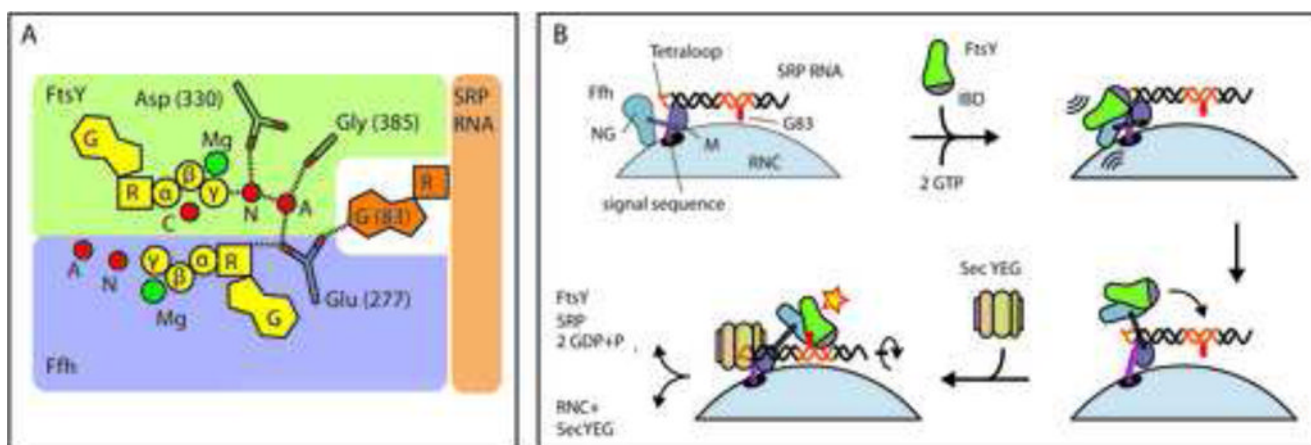 A
FtsY
Asp (330)
SRP
RNA
Gly (385)
G
Mg
β
R
α
γ
N
A
C
R
G (83)
A
N
γ
β
α
R
Mg
G
Glu (277)
Ffh
B
Tetraloop
SRP RNA
FtsY
Ffh
IBD
NG
G83
M
RNC
2 GTP
signal sequence
Sec YEG
FtsY
SRP
2 GDP+P
RNC+
SecYEG